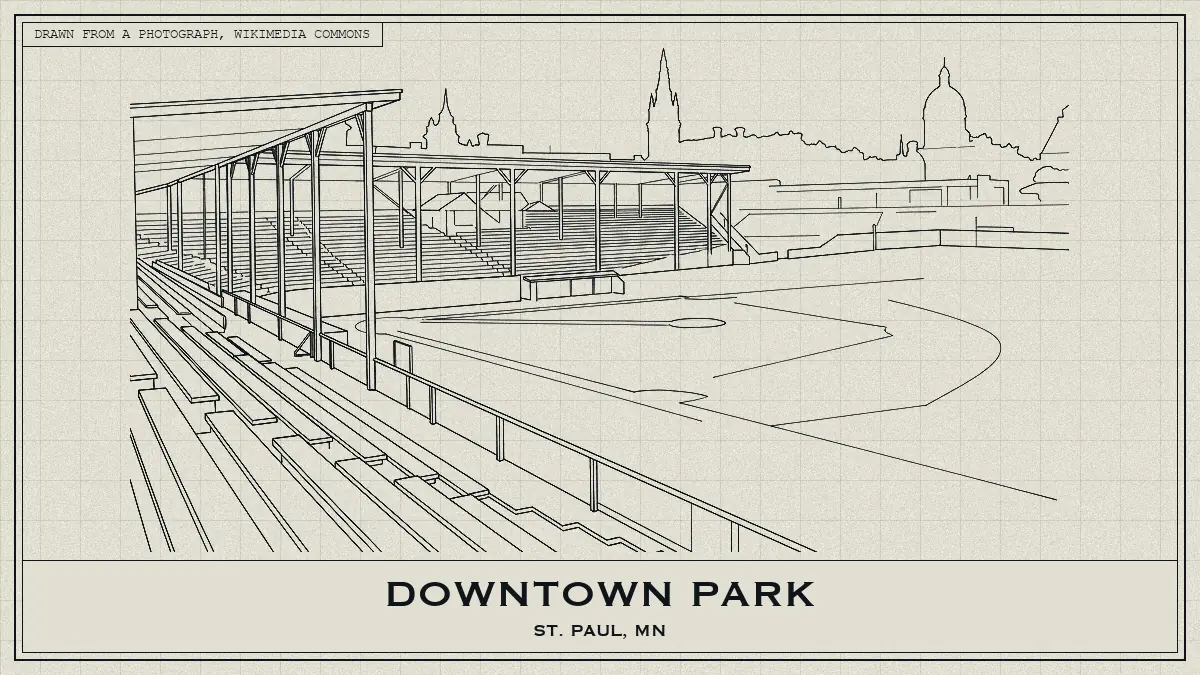 DRAWN FROM A PHOTOGRAPH, WIKIMEDIA COMMONS
DOWNTOWN PARK
ST. PAUL, MN